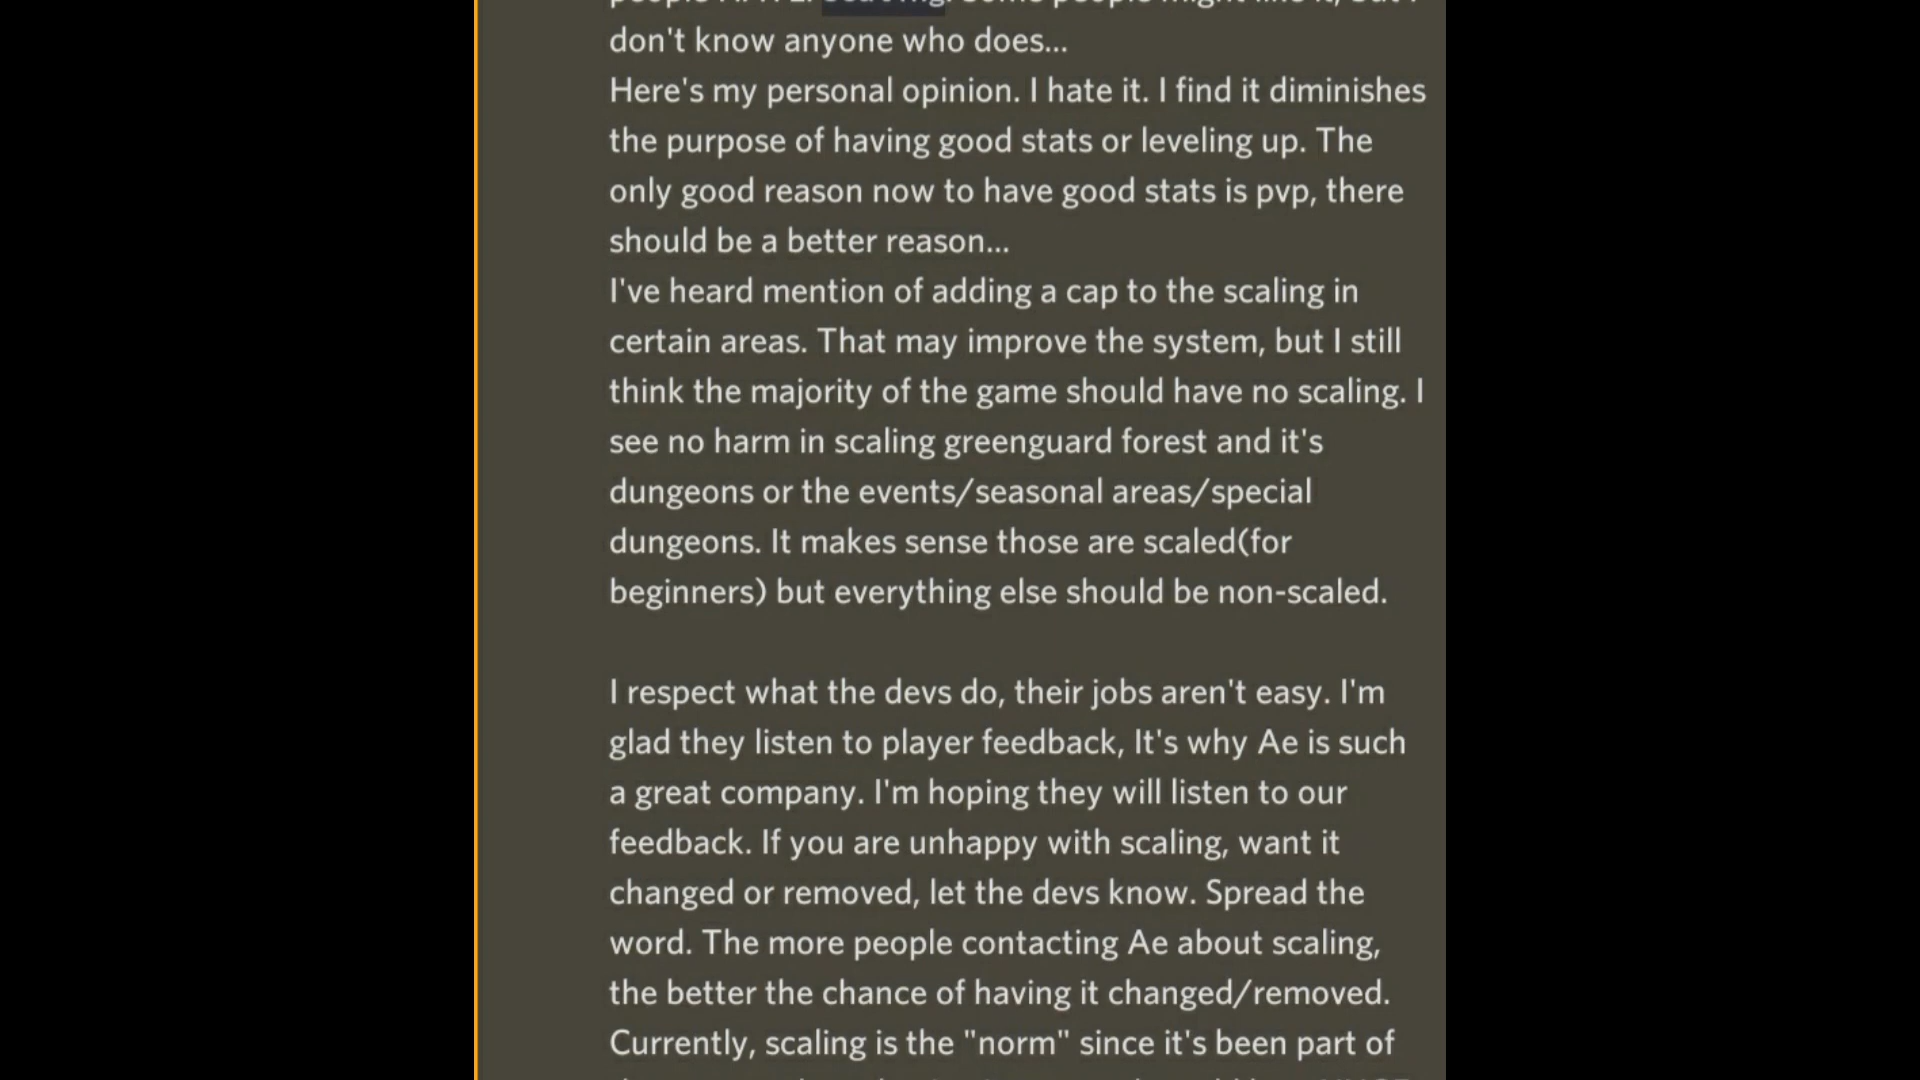 don't know anyone who does...
Here's my personal opinion. I hate it. I find it diminishes
the purpose of having good stats or leveling up. The
only good reason now to have good stats is pvp, there
should be a better reason...
I've heard mention of adding a cap to the scaling in
certain areas. That may improve the system, but I still
think the majority of the game should have no scaling. I
see no harm in scaling greenguard forest and it's
dungeons or the events/seasonal areas/special
dungeons. It makes sense those are scaled(for
beginners) but everything else should be non-scaled.
I respect what the devs do, their jobs aren't easy. I'm
glad they listen to player feedback, It's why Ae is such
a great company. I'm hoping they will listen to our
feedback. If you are unhappy with scaling, want it
changed or removed, let the devs know. Spread the
word. The more people contacting Ae about scaling,
the better the chance of having it changed/removed.
Currently, scaling is the "norm" since it's been part of